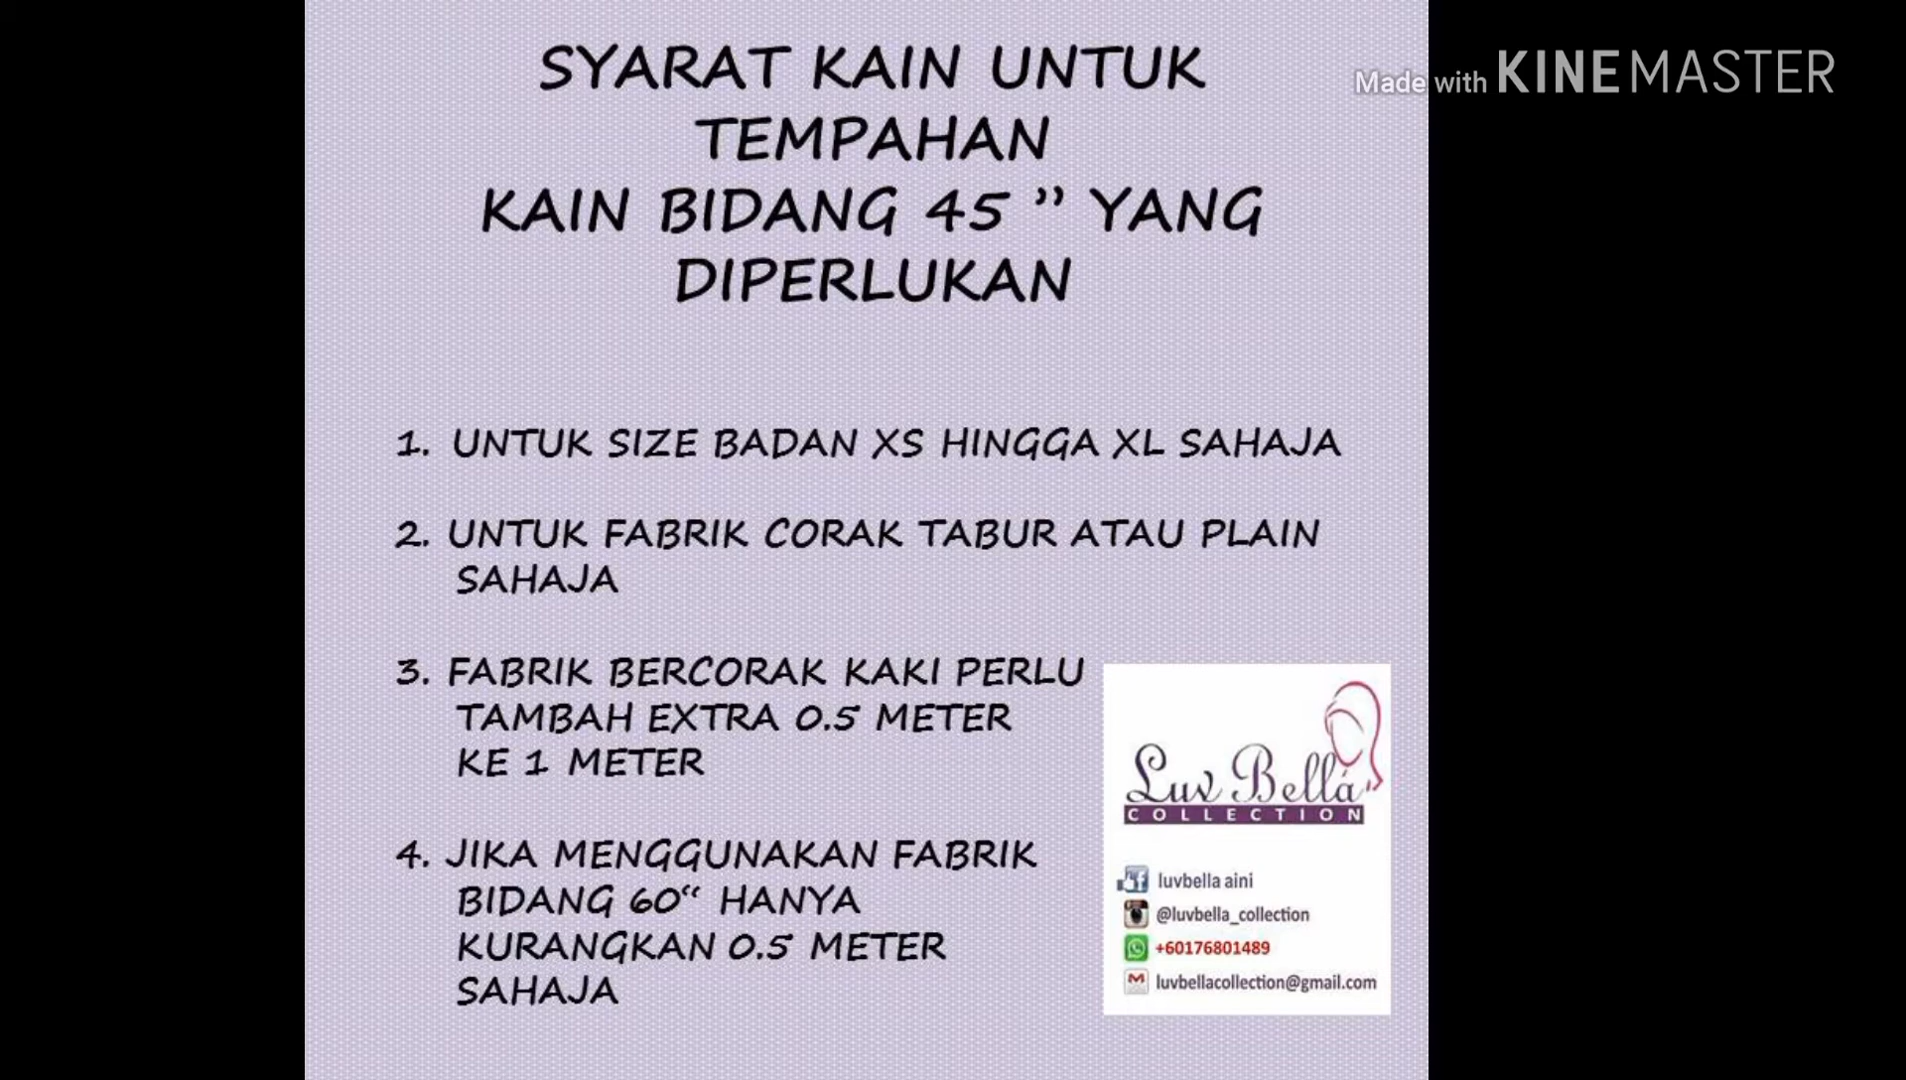 SYARAT KAIN UNTUK
TEMPAHAN
KAIN BIDANG 45 ” YANG
DIPERLUKAN
Made with KINEMASTER
1. UNTUK SIZE BADAN XS HINGGA XL SAHAJA
2. UNTUK FABRIK CORAK TABUR ATAU PLAIN
SAHAJA
3. FABRIK BERCORAK KAKI PERLU
TAMBAH EXTRA 0.5 METER
KE 1 METER
4. JIKA MENGGUNAKAN FABRIK
BIDANG 60“ HANYA
KURANGKAN 0.5 METER
SAHAJA
Luv Bella
COLLECTION
luvbella aini
@luvbella_collection
+60176801489
luvbellacollection@gmail.com